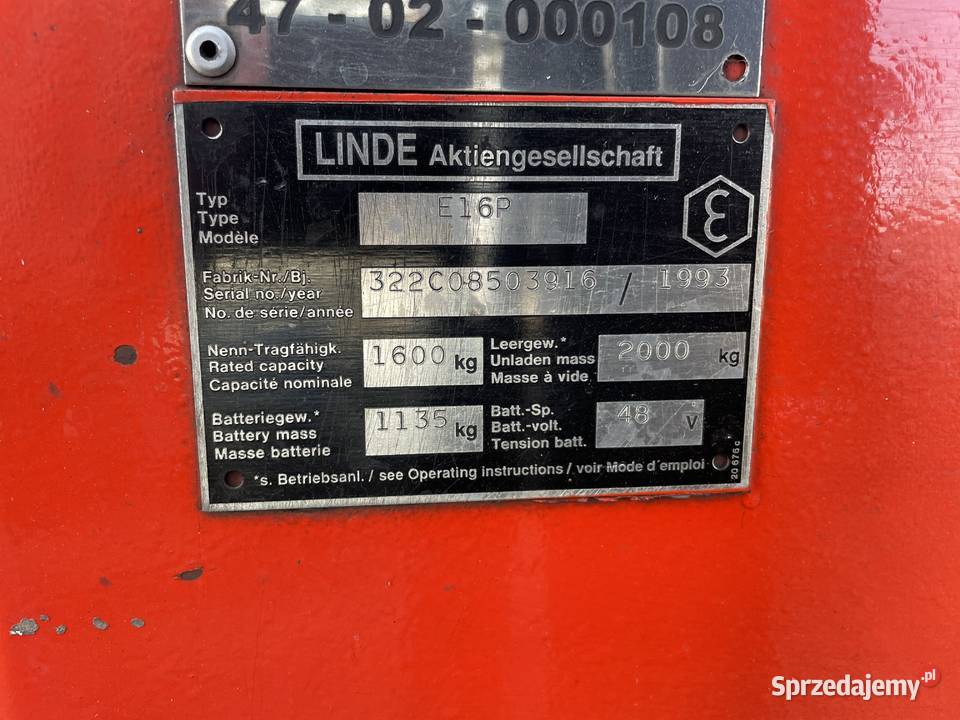 47 - 02 - 000108
LINDE Aktiengesellschaft
Typ
Type
Modèle
E16P
Ɛ
Fabrik-Nr./Bj.
Serial no./year
No. de série/année
322C08503916 / 1993
Nenn-Tragfähigk.
Rated capacity
Capacité nominale
1600 kg
Leergew.*
Unladen mass
Masse à vide
2000 kg
Batteriegew.*
Battery mass
Masse batterie
1135 kg
Batt.-Sp.
Batt.-volt.
Tension batt.
48 V
*s. Betriebsanl. / see Operating instructions / voir Mode d'emploi
20 676 c
Sprzedajemy.pl